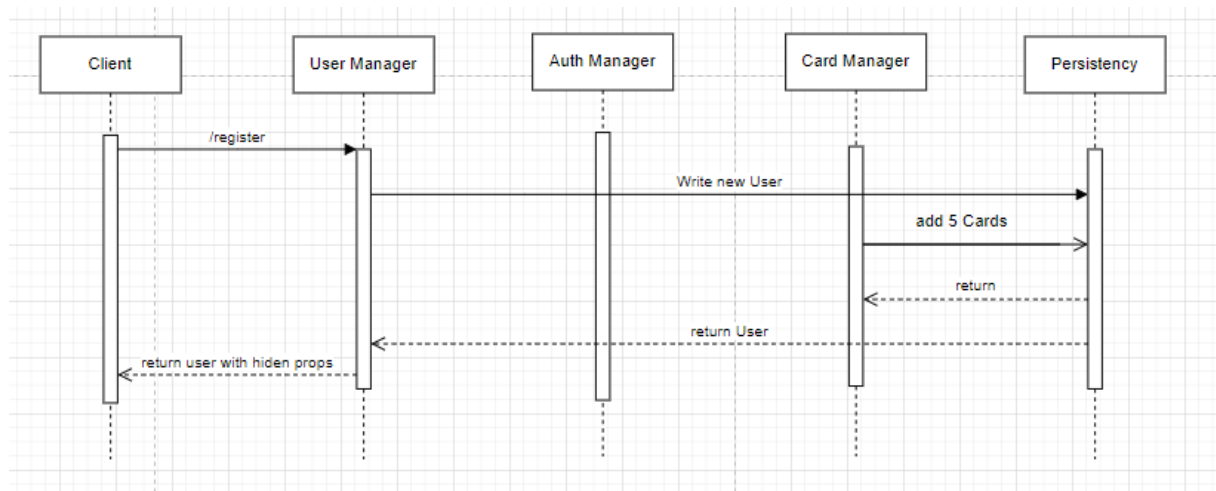 Client
User Manager
Auth Manager
Card Manager
Persistency
/register
Write new User
add 5 Cards
return
return User
return user with hiden props